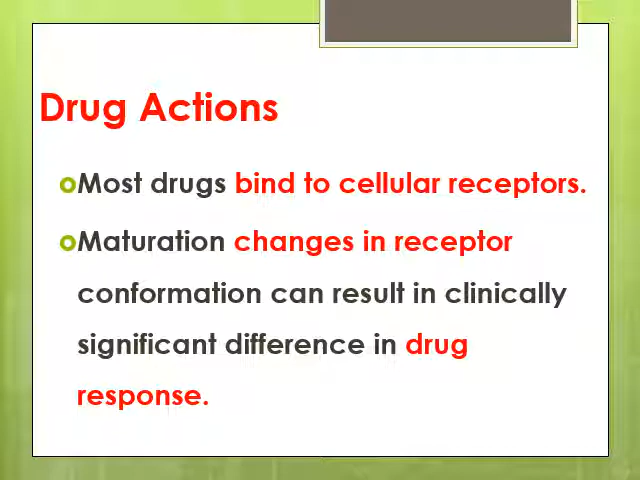 Drug Actions
Most drugs bind to cellular receptors.
Maturation changes in receptor
conformation can result in clinically
significant difference in drug
response.